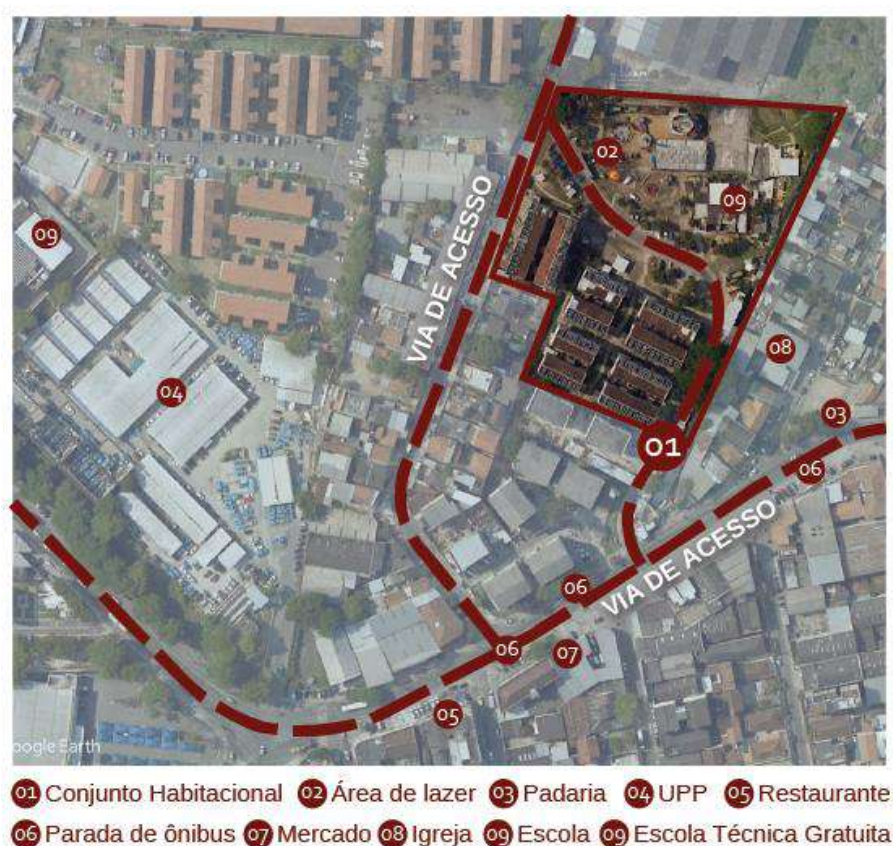 02
09
VIA DE ACESSO
09
08
04
03
01
06
VIA DE ACESSO
06
06
07
05
oogle Earth
01 Conjunto Habitacional 02 Área de lazer 03 Padaria 04 UPP 05 Restaurante
06 Parada de ônibus 07 Mercado 08 Igreja 09 Escola 09 Escola Técnica Gratuita